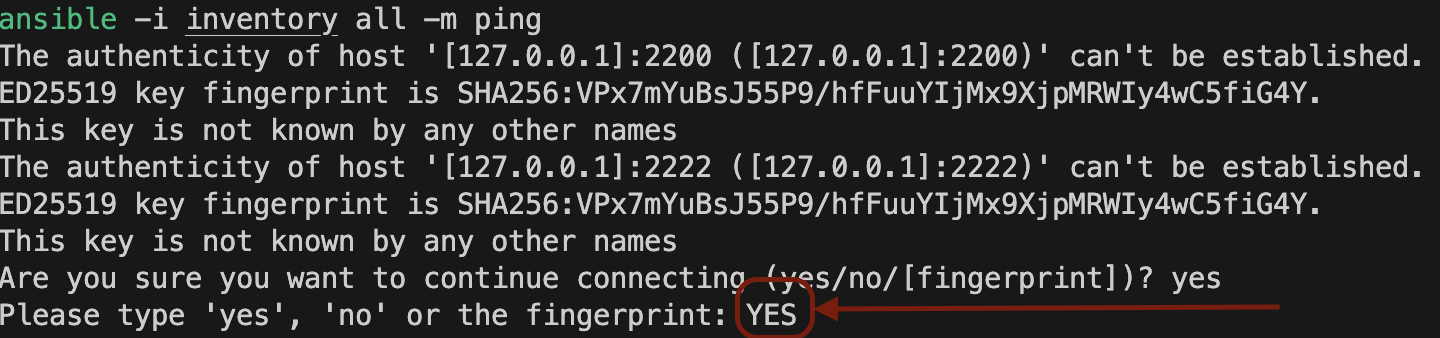 ansible -i inventory all -m ping
The authenticity of host '[127.0.0.1]:2200 ([127.0.0.1]:2200)' can't be established.
ED25519 key fingerprint is SHA256:VPx7mYuBsJ55P9/hfFuuYIjMx9XjpMRWIy4wC5fiG4Y.
This key is not known by any other names
The authenticity of host '[127.0.0.1]:2222 ([127.0.0.1]:2222)' can't be established.
ED25519 key fingerprint is SHA256:VPx7mYuBsJ55P9/hfFuuYIjMx9XjpMRWIy4wC5fiG4Y.
This key is not known by any other names
Are you sure you want to continue connecting (yes/no/[fingerprint])? yes
Please type 'yes', 'no' or the fingerprint: YES